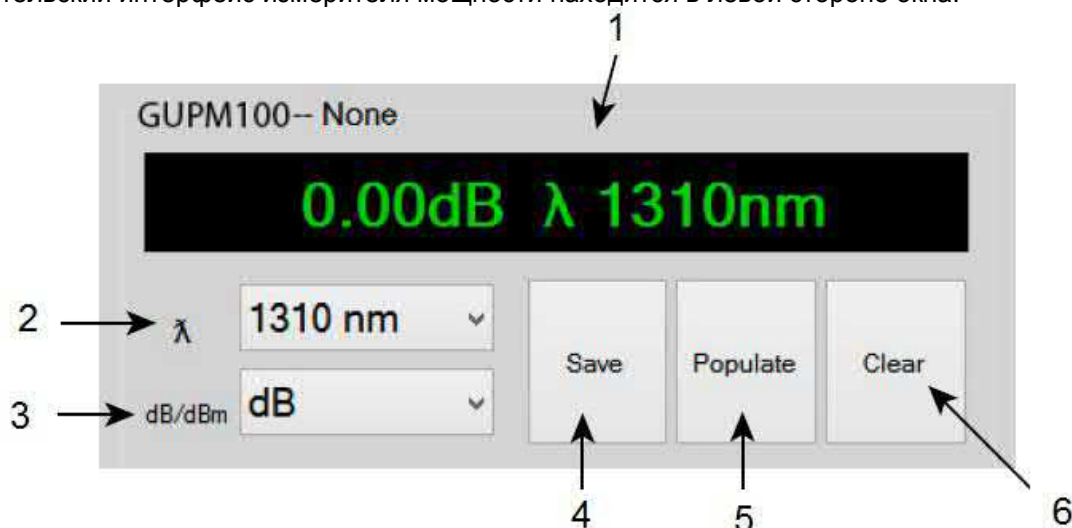 интерфейс измерителя мощности находится в левой стороне окна.
1
GUPM100-- None
0.00dB λ 1310nm
2
λ
1310 nm
Save
Populate
Clear
3
dB/dBm
dB
4
5
6